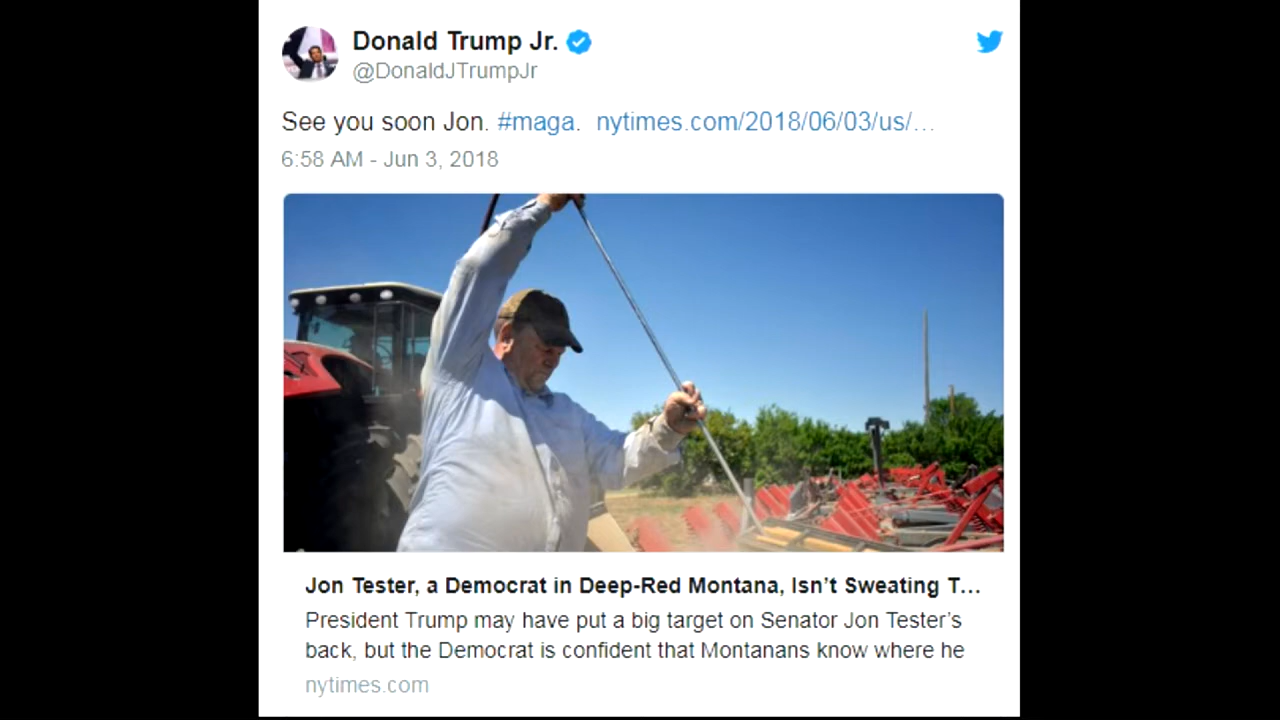 Donald Trump Jr.
@DonaldJTrumpJr
See you soon Jon. #maga. nytimes.com/2018/06/03/us/…
6:58 AM - Jun 3, 2018
Jon Tester, a Democrat in Deep-Red Montana, Isn’t Sweating T…
President Trump may have put a big target on Senator Jon Tester’s
back, but the Democrat is confident that Montanans know where he
nytimes.com